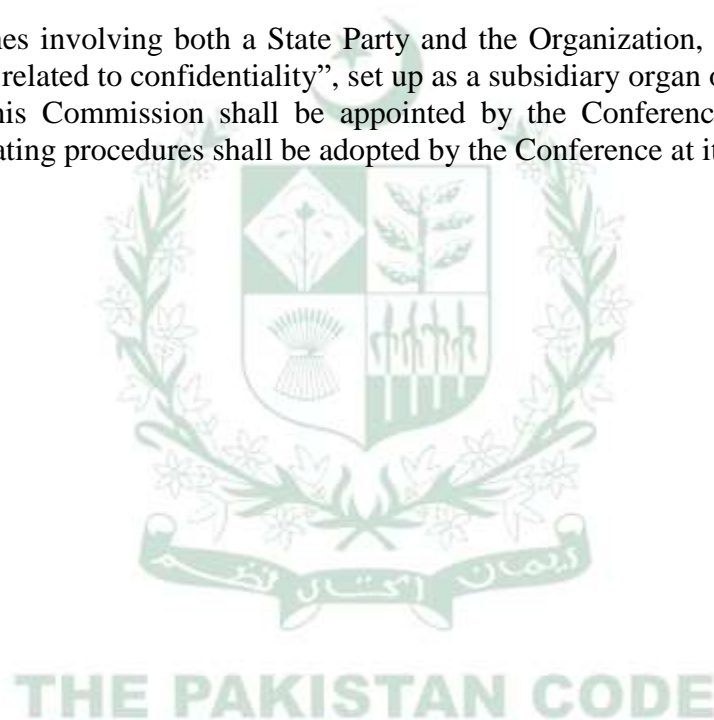 nes involving both a State Party and the Organization,
related to confidentiality”, set up as a subsidiary organ o
his Commission shall be appointed by the Conferenc
ating procedures shall be adopted by the Conference at it
ایمان اتحاد نظم
THE PAKISTAN CODE